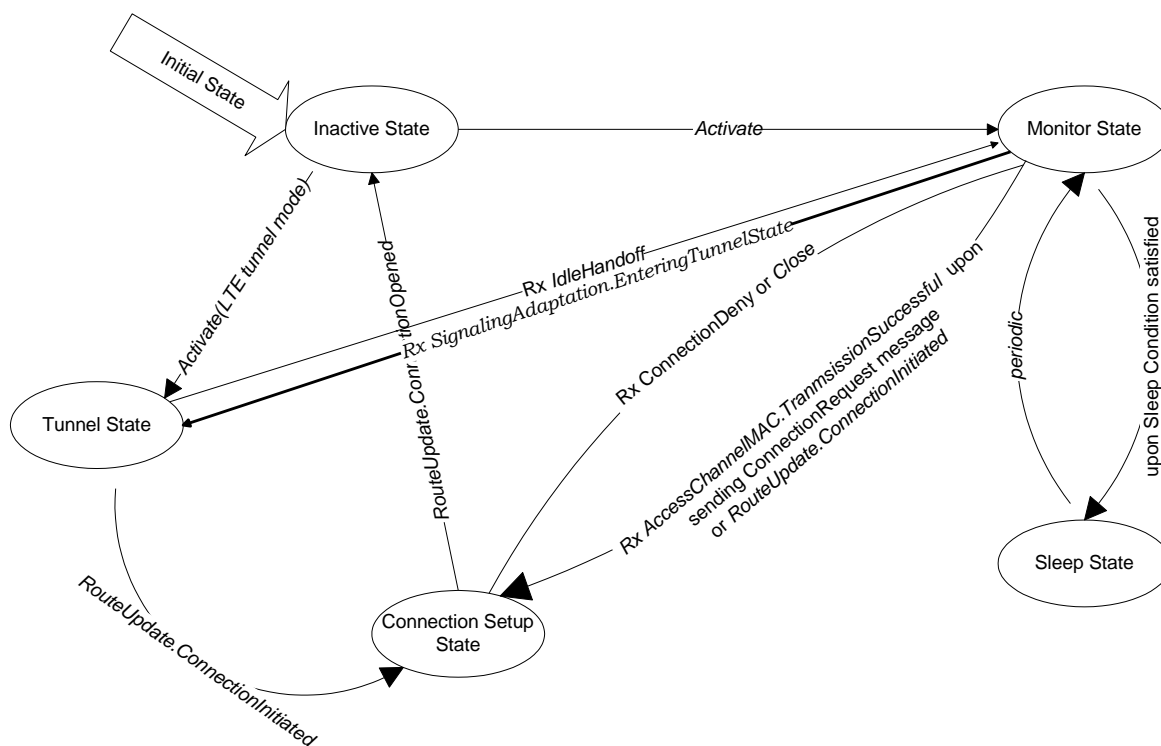 Initial State
Inactive State
Activate
Monitor State
Activate(LTE tunnel mode)
Rx IdleHandoff
Rx SignalingAdaptation.EnteringTunnelState
Rx ConnectionDeny or Close
Rx AccessChannelMAC.TranmsissionSuccessful upon
sending ConnectionRequest message
or RouteUpdate.ConnectionInitiated
periodic
upon Sleep Condition satisfied
Tunnel State
Sleep State
Connection Setup
State
RouteUpdate.ConnectionInitiated